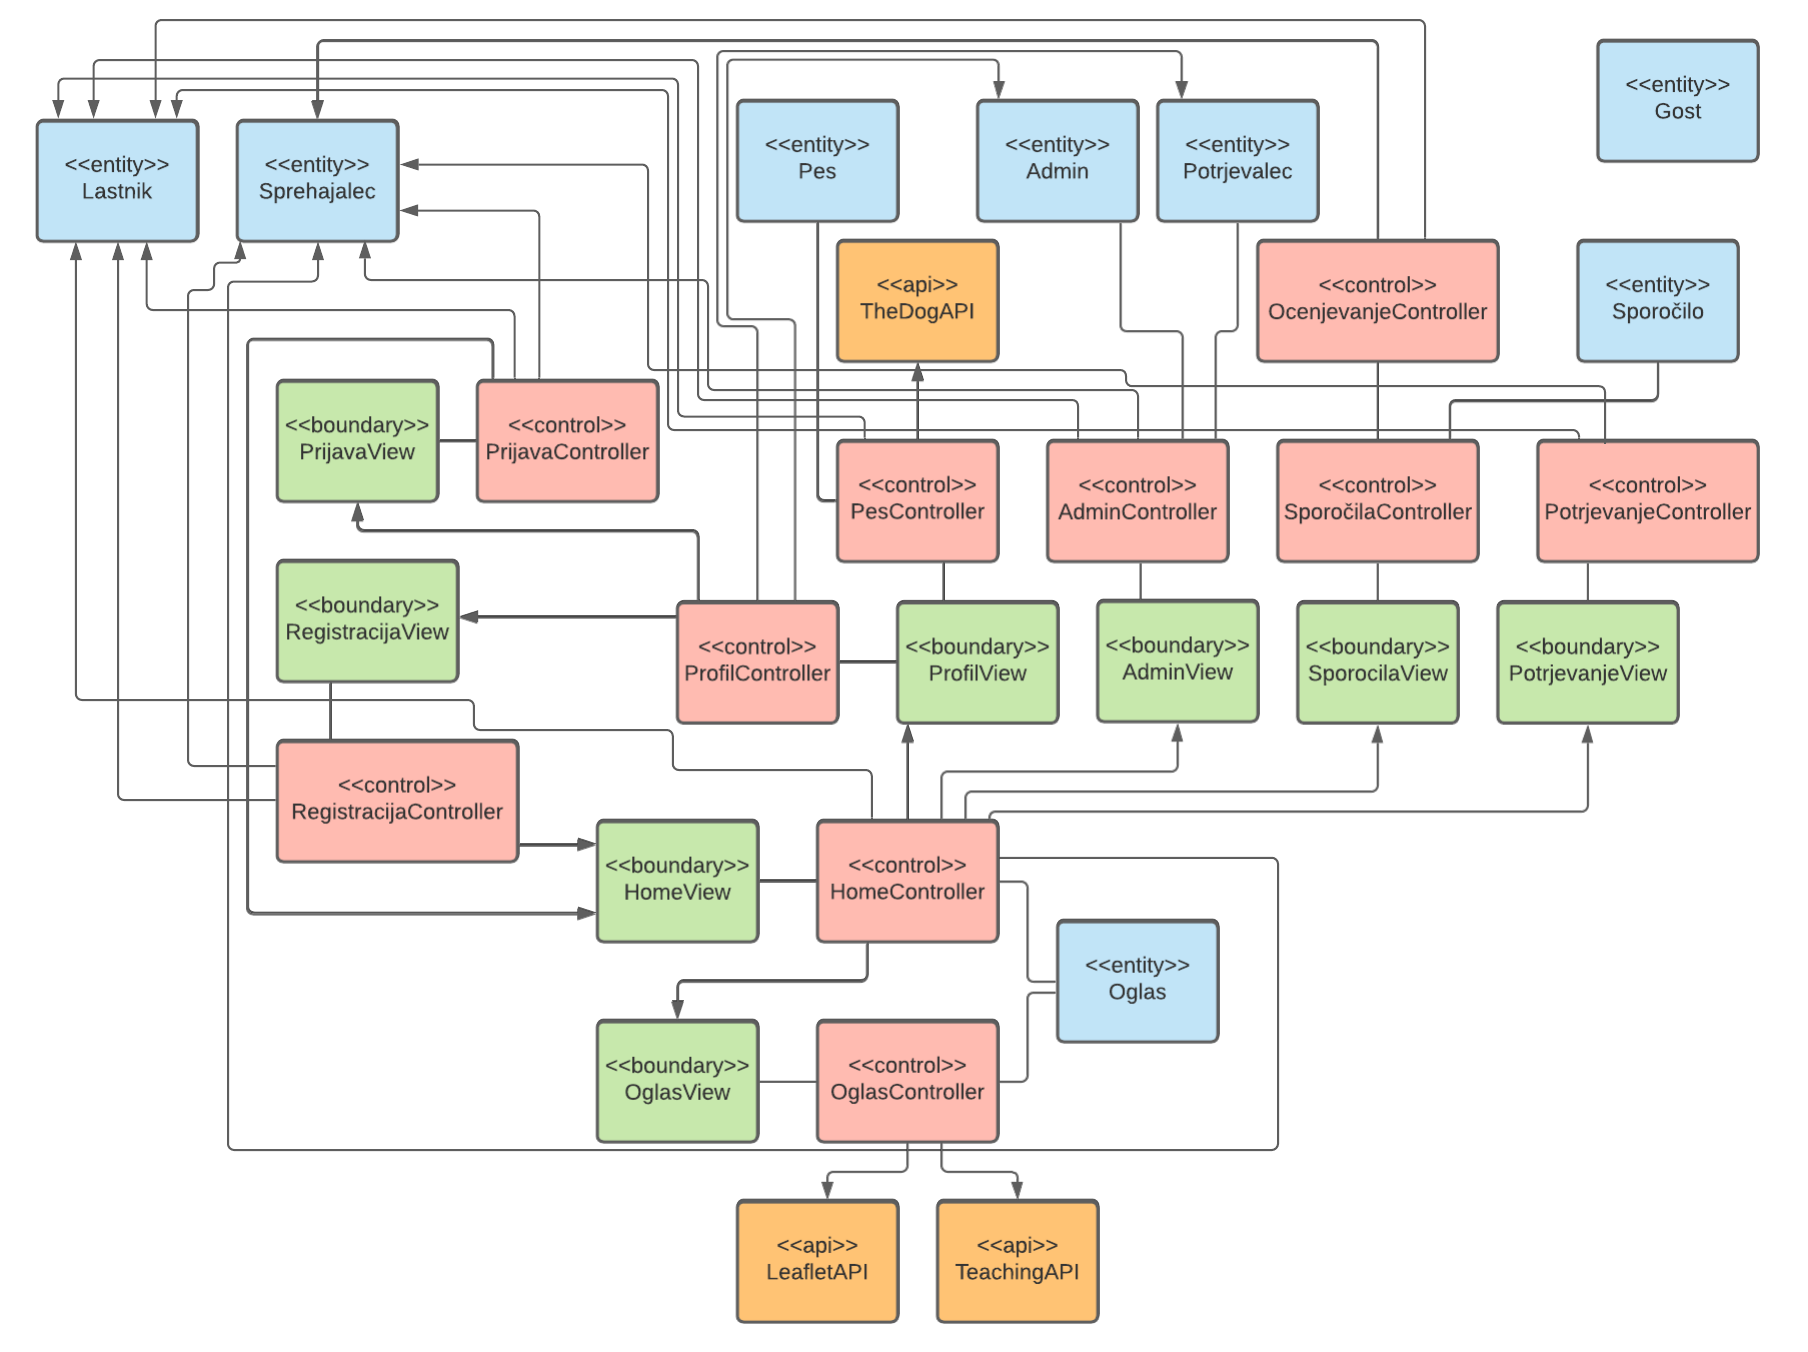 <<entity>>
Gost
<<entity>>
Lastnik
<<entity>>
Sprehajalec
<<entity>>
Pes
<<entity>>
Admin
<<entity>>
Potrjevalec
<<api>>
TheDogAPI
<<control>>
OcenjevanjeController
<<entity>>
Sporočilo
<<boundary>>
PrijavaView
<<control>>
PrijavaController
<<control>>
PesController
<<control>>
AdminController
<<control>>
SporočilaController
<<control>>
PotrjevanjeController
<<boundary>>
RegistracijaView
<<control>>
ProfilController
<<boundary>>
ProfilView
<<boundary>>
AdminView
<<boundary>>
SporocilaView
<<boundary>>
PotrjevanjeView
<<control>>
RegistracijaController
<<boundary>>
HomeView
<<control>>
HomeController
<<entity>>
Oglas
<<boundary>>
OglasView
<<control>>
OglasController
<<api>>
LeafletAPI
<<api>>
TeachingAPI